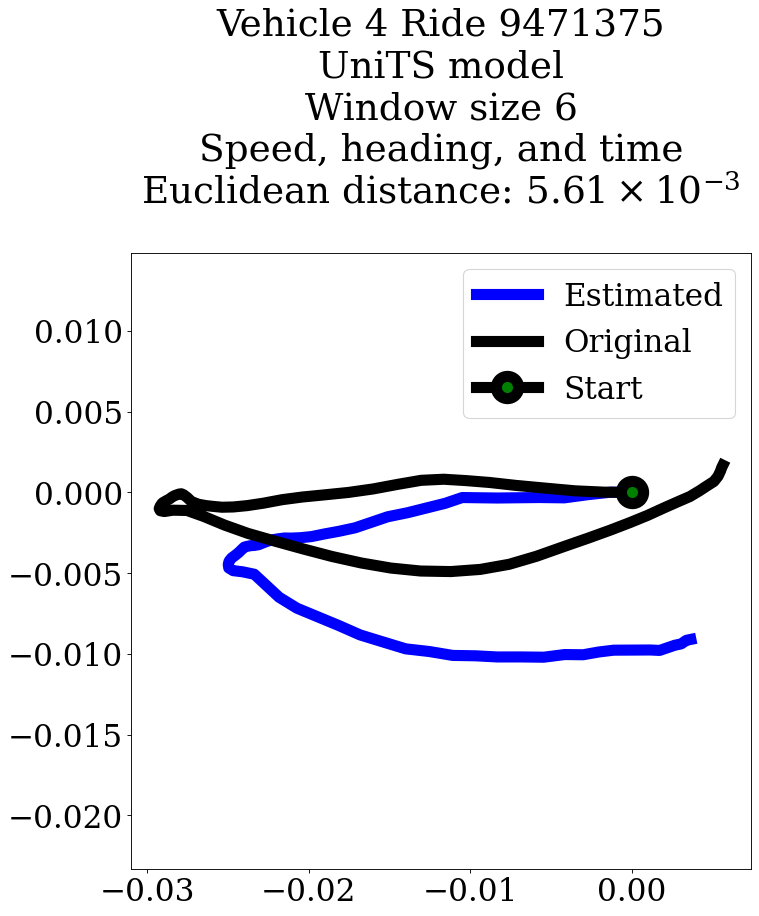 Vehicle 4 Ride 9471375
UniTS model
Window size 6
Speed, heading, and time
Euclidean distance: 5.61 × 10⁻³
Estimated
Original
Start
0.010
0.005
0.000
−0.005
−0.010
−0.015
−0.020
−0.03 −0.02 −0.01 0.00